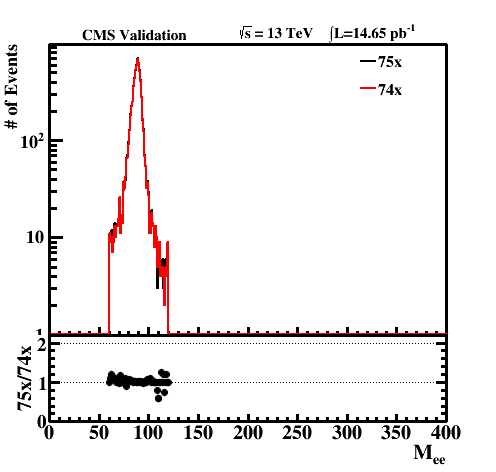 CMS Validation √s = 13 TeV ∫L=14.65 pb⁻¹
# of Events
75x
74x
10²
10
1
75x/74x
2
1
0
0 50 100 150 200 250 300 350 400
Mee